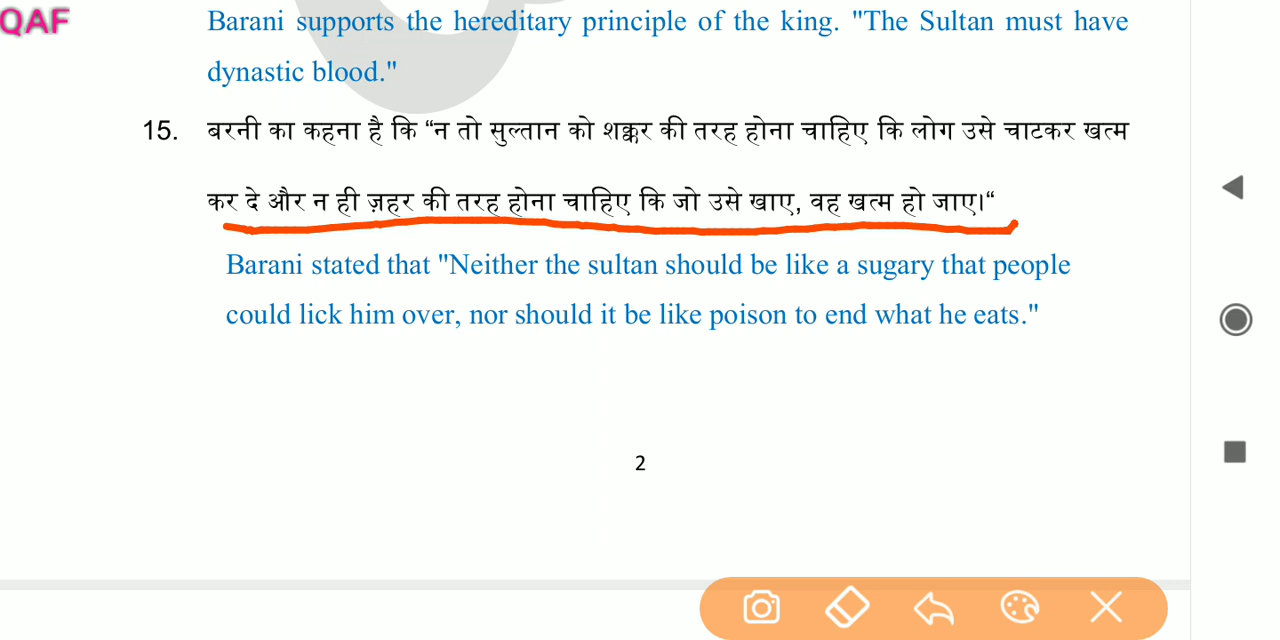 QAF
Barani supports the hereditary principle of the king. "The Sultan must have
dynastic blood."
15. बरनी का कहना है कि “न तो सुल्तान को शक्कर की तरह होना चाहिए कि लोग उसे चाटकर खत्म
कर दे और न ही ज़हर की तरह होना चाहिए कि जो उसे खाए, वह खत्म हो जाए।“
Barani stated that "Neither the sultan should be like a sugary that people
could lick him over, nor should it be like poison to end what he eats."
2